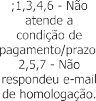 ;1,3,4,6 - Não
atende a
condição de
pagamento/prazo
2,5,7 - Não
respondeu e-mail
de homologação.